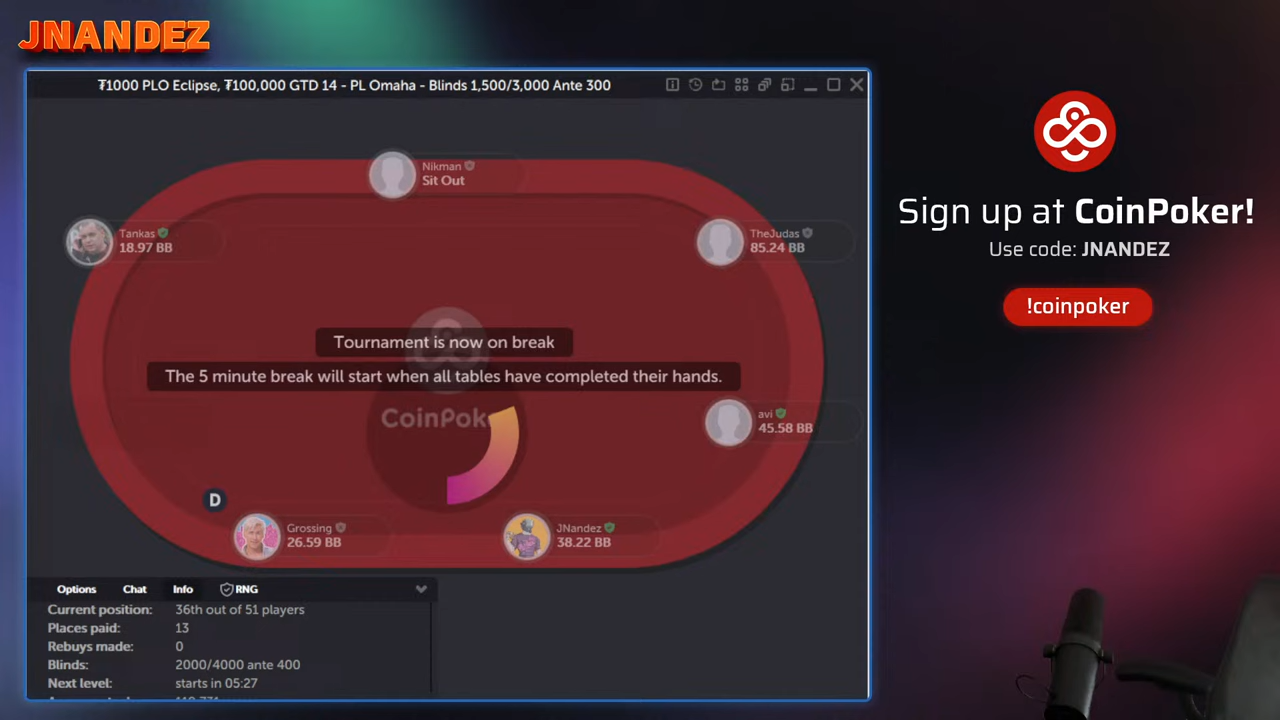 JNANDEZ
₮1000 PLO Eclipse, ₮100,000 GTD 14 - PL Omaha - Blinds 1,500/3,000 Ante 300
Nikman
Sit Out
Tankas
18.97 BB
TheJudas
85.24 BB
Tournament is now on break
The 5 minute break will start when all tables have completed their hands.
CoinPok
avi
45.58 BB
D
Grossing
26.59 BB
JNandez
38.22 BB
Options Chat Info RNG
Current position: 36th out of 51 players
Places paid: 13
Rebuys made: 0
Blinds: 2000/4000 ante 400
Next level: starts in 05:27
Sign up at CoinPoker!
Use code: JNANDEZ
!coinpoker